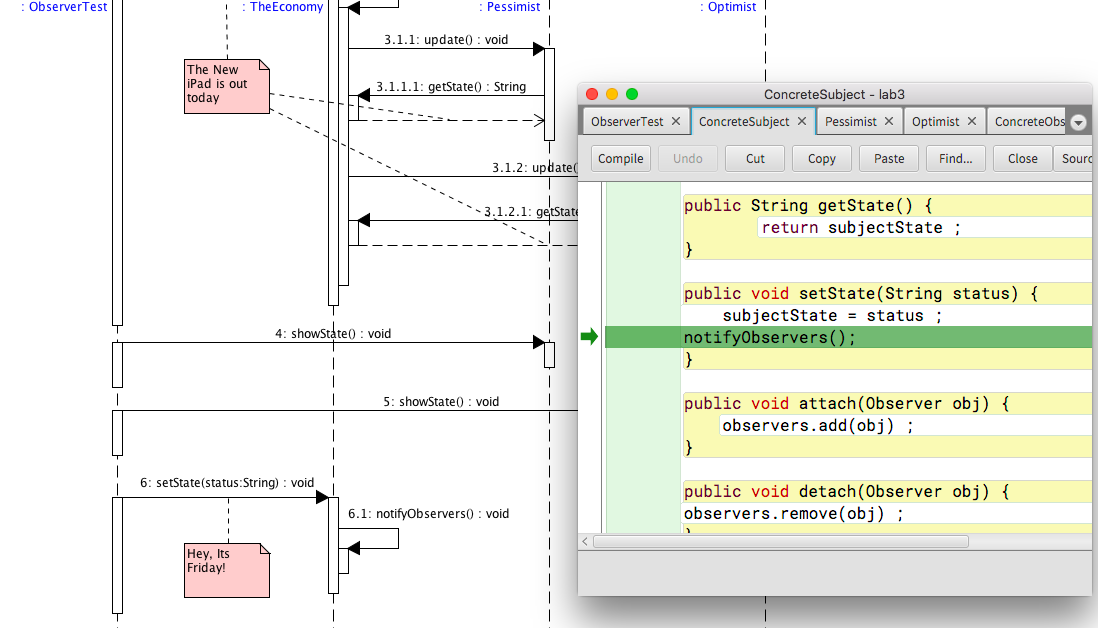 : ObserverTest
: TheEconomy
: Pessimist
: Optimist
3.1.1: update() : void
The New
iPad is out
today
3.1.1.1: getState() : String
3.1.2: update(
3.1.2.1: getState
4: showState() : void
5: showState() : void
6: setState(status:String) : void
6.1: notifyObservers() : void
Hey, Its
Friday!
ConcreteSubject - lab3
ObserverTest ✕ ConcreteSubject ✕ Pessimist ✕ Optimist ✕ ConcreteObs
Compile Undo Cut Copy Paste Find... Close Sourc
public String getState() {
return subjectState ;
}
public void setState(String status) {
subjectState = status ;
notifyObservers();
}
public void attach(Observer obj) {
observers.add(obj) ;
}
public void detach(Observer obj) {
observers.remove(obj) ;
}